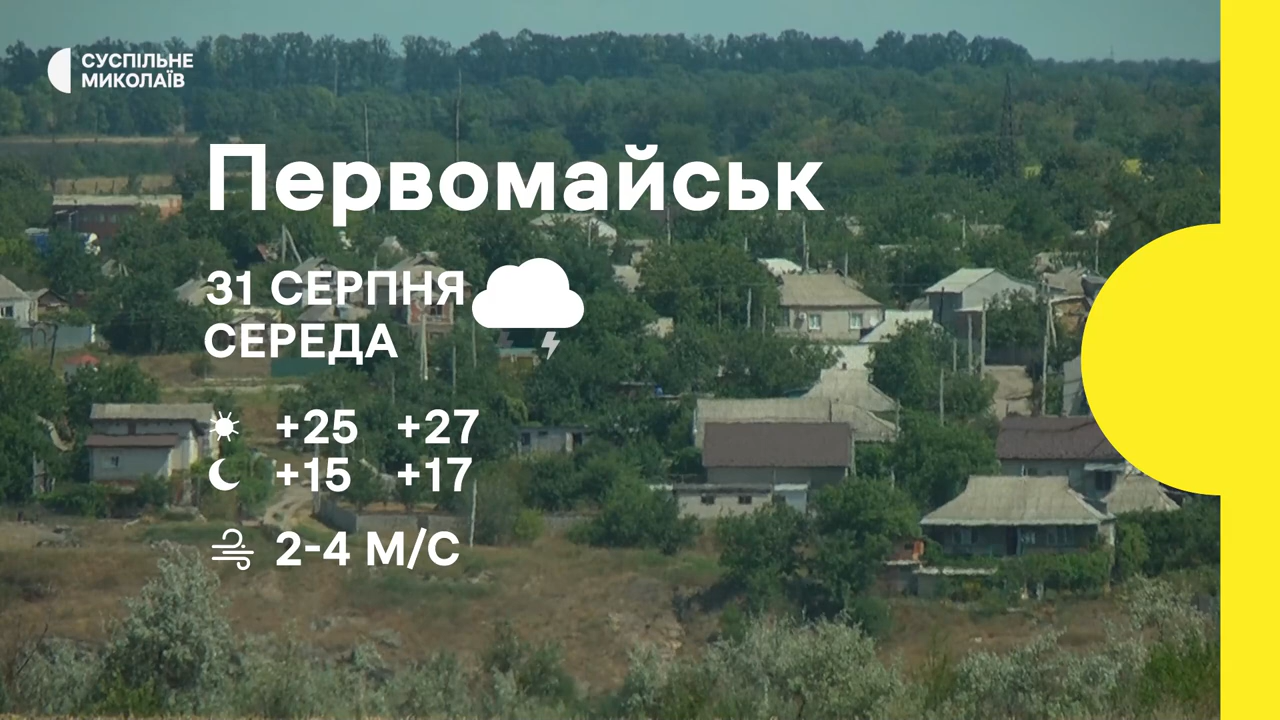 СУСПІЛЬНЕ
МИКОЛАЇВ
Первомайськ
31 СЕРПНЯ
СЕРЕДА
+25 +27
+15 +17
2-4 М/С